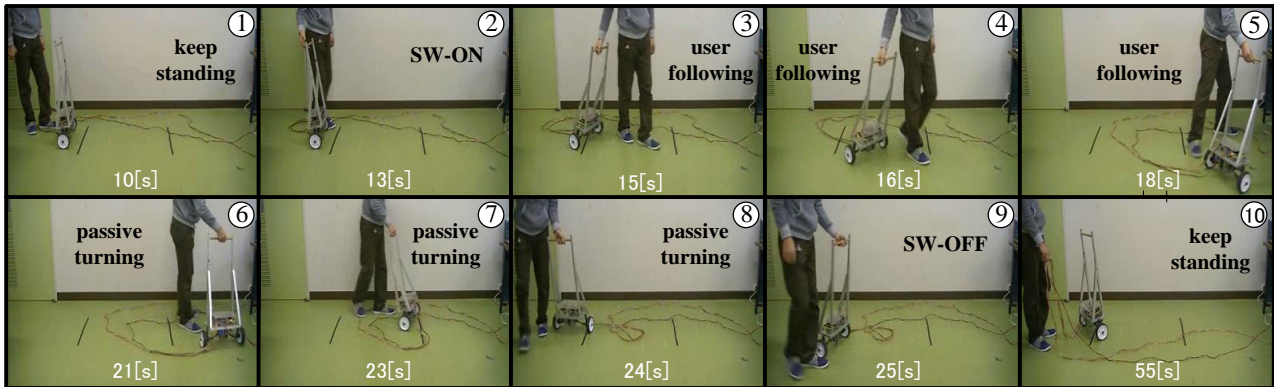 ①
keep
standing
10[s]
②
SW-ON
13[s]
③
user
following
15[s]
④
user
following
16[s]
⑤
user
following
18[s]
⑥
passive
turning
21[s]
⑦
passive
turning
23[s]
⑧
passive
turning
24[s]
⑨
SW-OFF
25[s]
⑩
keep
standing
55[s]